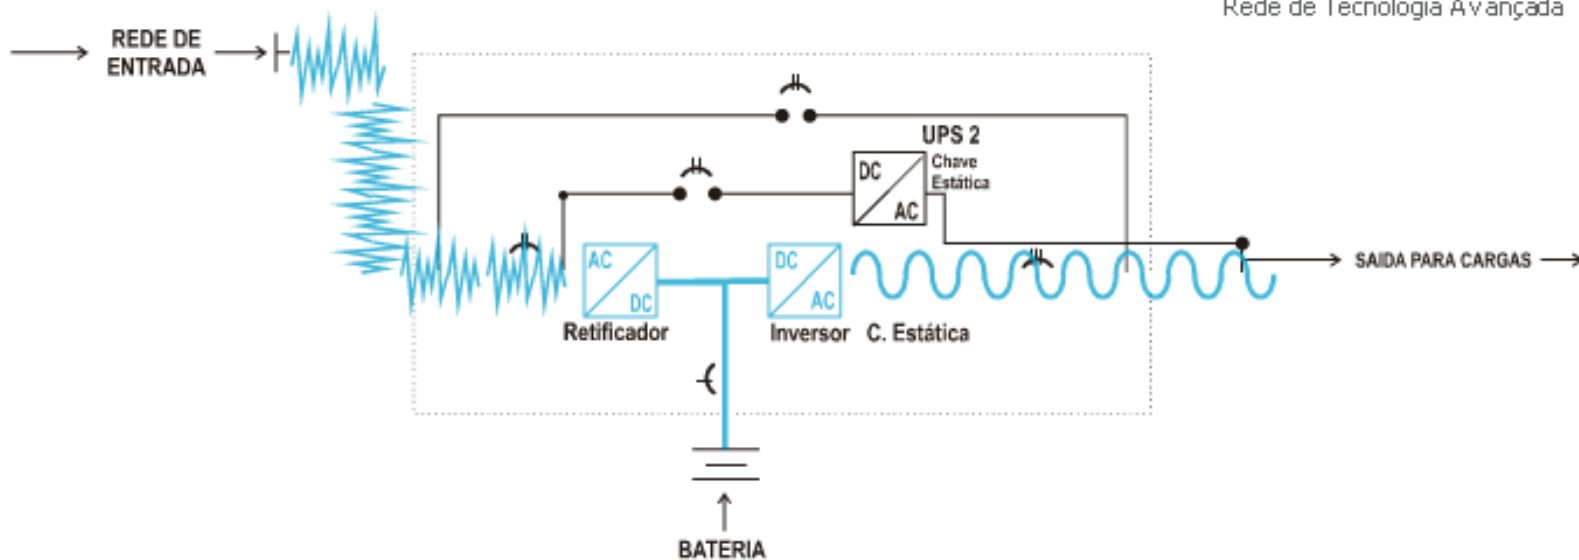 Rede de Tecnologia Avançada
REDE DE
ENTRADA
UPS 2
Chave
Estática
DC
AC
AC
DC
DC
AC
SAIDA PARA CARGAS
Retificador
Inversor
C. Estática
BATERIA